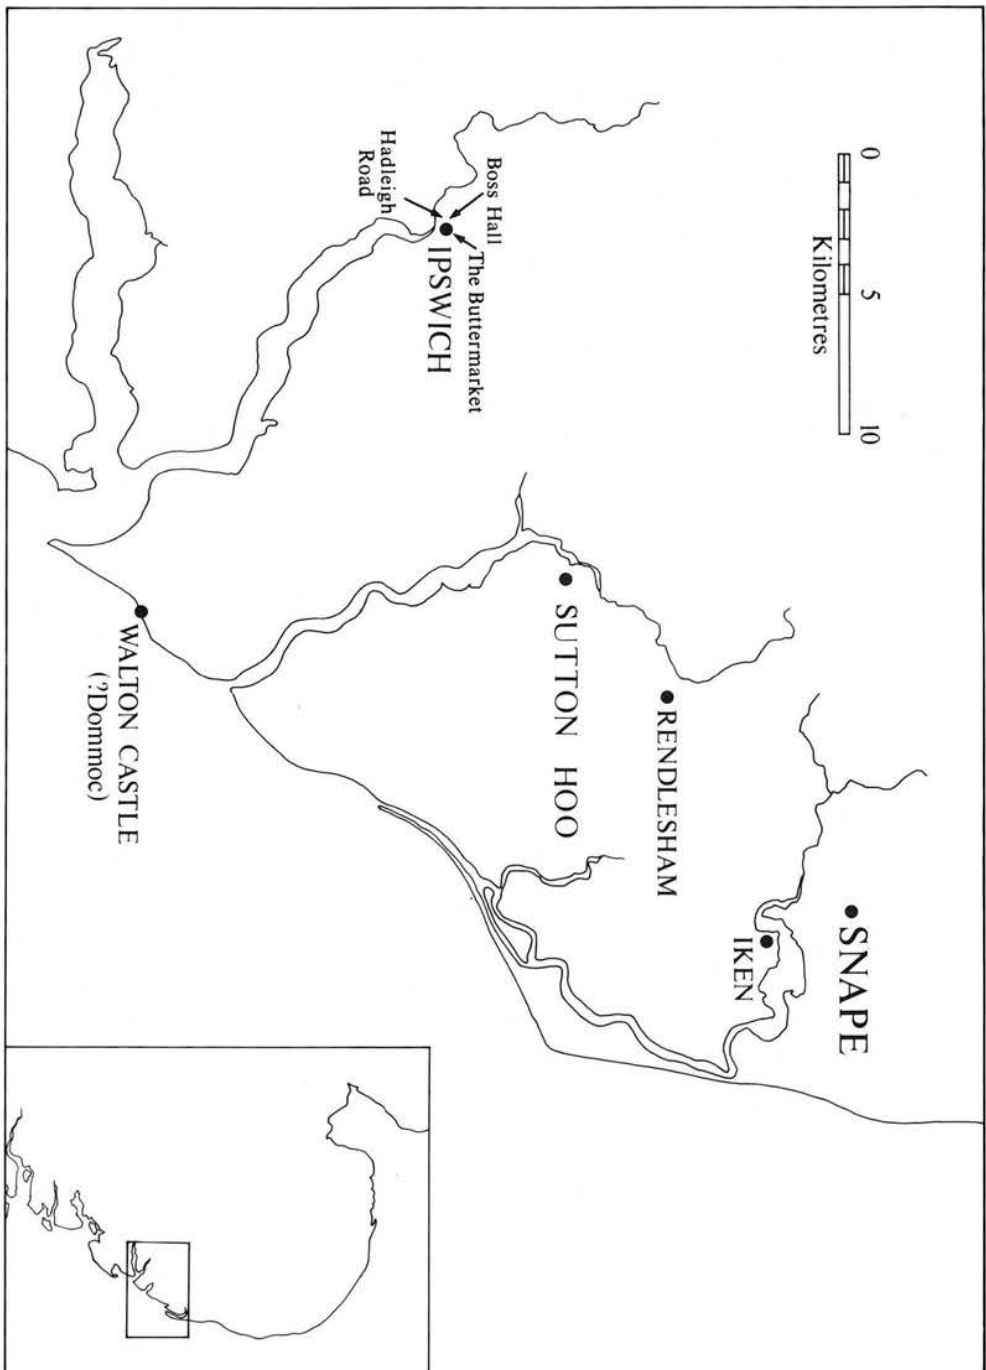 0
5
10
Kilometres
SNAPE
IKEN
RENDLESHAM
SUTTON HOO
Boss Hall
The Buttermarket
IPSWICH
Hadleigh
Road
WALTON CASTLE
(?Dommoc)